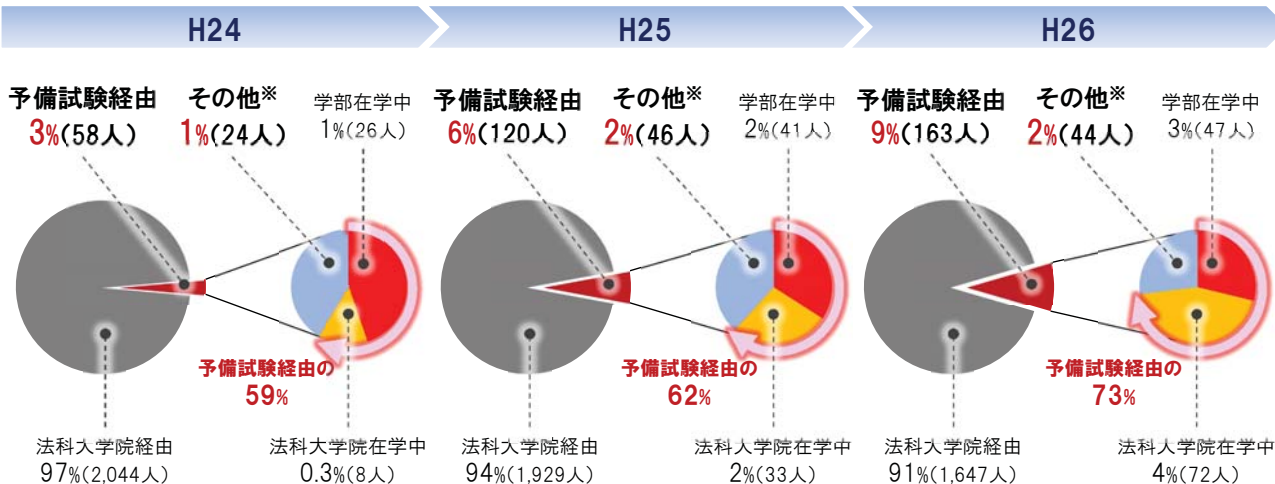 H24
H25
H26
予備試験経由
3%(58人)
その他※
1%(24人)
学部在学中
1%(26人)
予備試験経由の
59%
法科大学院経由
97%(2,044人)
法科大学院在学中
0.3%(8人)
予備試験経由
6%(120人)
その他※
2%(46人)
学部在学中
2%(41人)
予備試験経由の
62%
法科大学院経由
94%(1,929人)
法科大学院在学中
2%(33人)
予備試験経由
9%(163人)
その他※
2%(44人)
学部在学中
3%(47人)
予備試験経由の
73%
法科大学院経由
91%(1,647人)
法科大学院在学中
4%(72人)